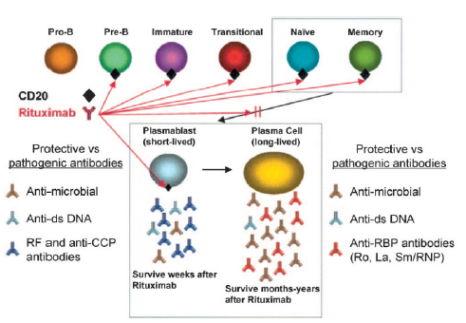 Pro-B Pre-B Immature Transitional Naïve Memory
CD20
Rituximab
Protective vs
pathogenic antibodies
Anti-microbial
Anti-ds DNA
RF and anti-CCP
antibodies
Plasmablast
(short-lived)
Survive weeks after
Rituximab
Plasma Cell
(long-lived)
Survive months-years
after Rituximab
Protective vs
pathogenic antibodies
Anti-microbial
Anti-ds DNA
Anti-RBP antibodies
(Ro, La, Sm/RNP)